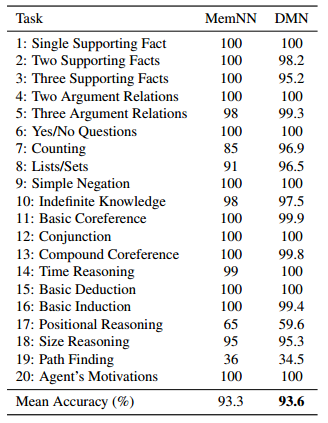 Task MemNN DMN
1: Single Supporting Fact 100 100
2: Two Supporting Facts 100 98.2
3: Three Supporting Facts 100 95.2
4: Two Argument Relations 100 100
5: Three Argument Relations 98 99.3
6: Yes/No Questions 100 100
7: Counting 85 96.9
8: Lists/Sets 91 96.5
9: Simple Negation 100 100
10: Indefinite Knowledge 98 97.5
11: Basic Coreference 100 99.9
12: Conjunction 100 100
13: Compound Coreference 100 99.8
14: Time Reasoning 99 100
15: Basic Deduction 100 100
16: Basic Induction 100 99.4
17: Positional Reasoning 65 59.6
18: Size Reasoning 95 95.3
19: Path Finding 36 34.5
20: Agent's Motivations 100 100
Mean Accuracy (%) 93.3 93.6